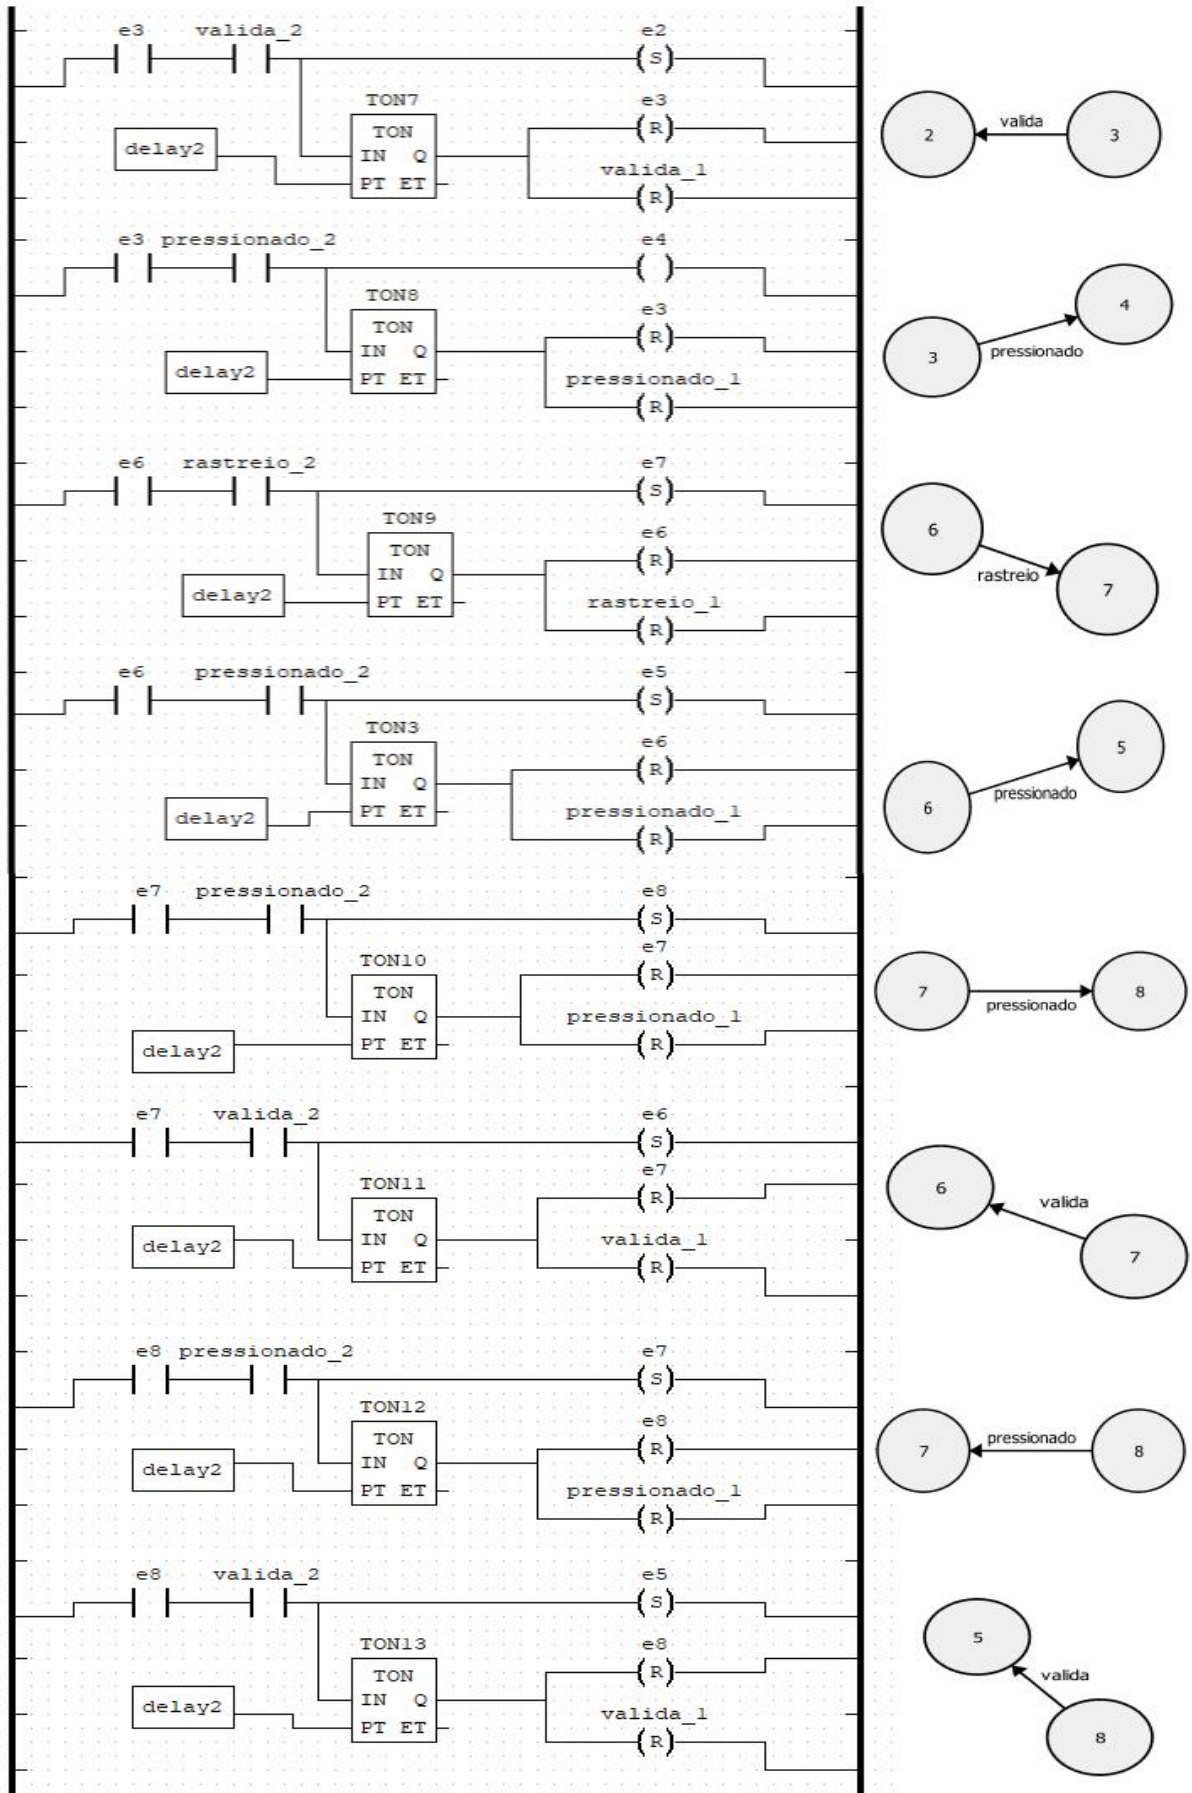 e3 valida_2 e2
( S )
TON7 e3
TON ( R )
delay2 IN Q valida_1
PT ET ( R )
2 valida 3
e3 pressionado_2 e4
( )
TON8 e3
TON ( R )
delay2 IN Q pressionado_1
PT ET ( R )
4
3 pressionado
e6 rastreio_2 e7
( S )
TON9 e6
TON ( R )
delay2 IN Q rastreio_1
PT ET ( R )
6
rastreio 7
e6 pressionado_2 e5
( S )
TON3 e6
TON ( R )
delay2 IN Q pressionado_1
PT ET ( R )
5
6 pressionado
e7 pressionado_2 e8
( S )
e7
TON10 ( R )
TON
IN Q pressionado_1
delay2 PT ET ( R )
7 pressionado 8
e7 valida_2 e6
( S )
e7
TON11 ( R )
TON
delay2 IN Q valida_1
PT ET ( R )
6 valida
7
e8 pressionado_2 e7
( S )
TON12 e8
TON ( R )
delay2 IN Q pressionado_1
PT ET ( R )
7 pressionado 8
e8 valida_2 e5
( S )
TON13 e8
TON ( R )
delay2 IN Q valida_1
PT ET ( R )
5
valida
8